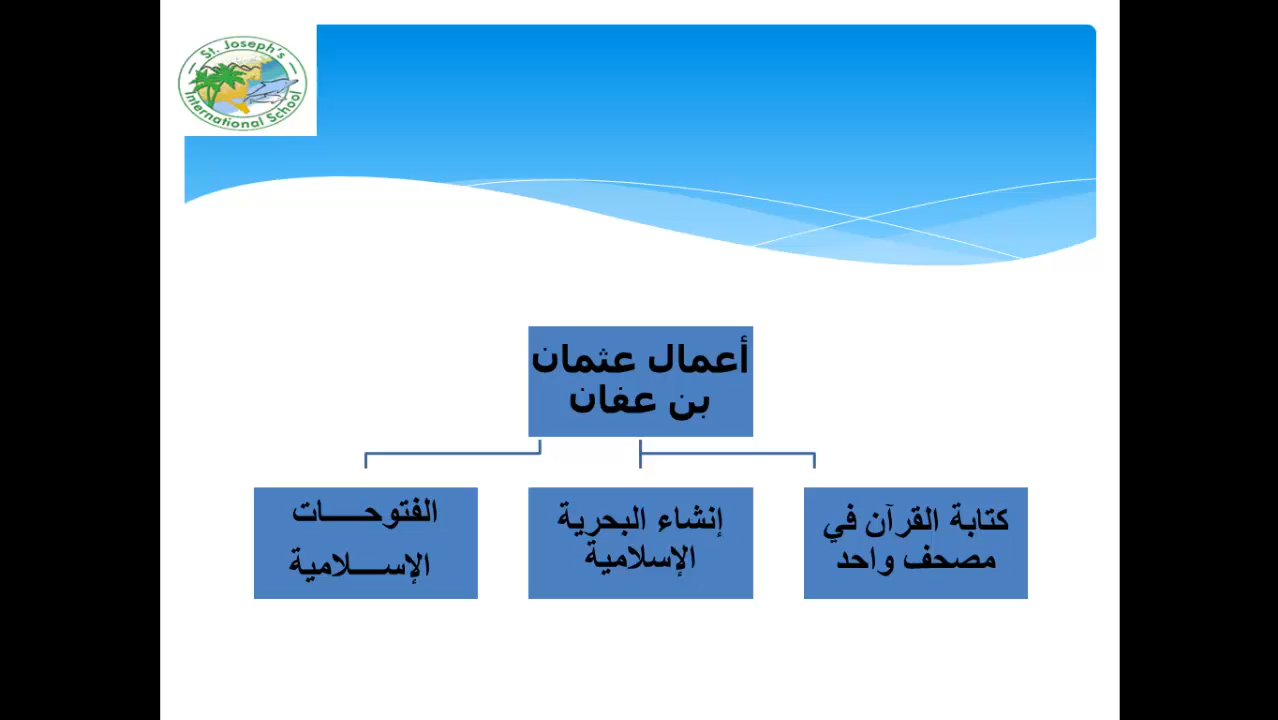 St. Joseph's
International School
أعمال عثمان
بن عفان
كتابة القرآن في
مصحف واحد
إنشاء البحرية
الإسلامية
الفتوحـــــات
الإســـــلامية